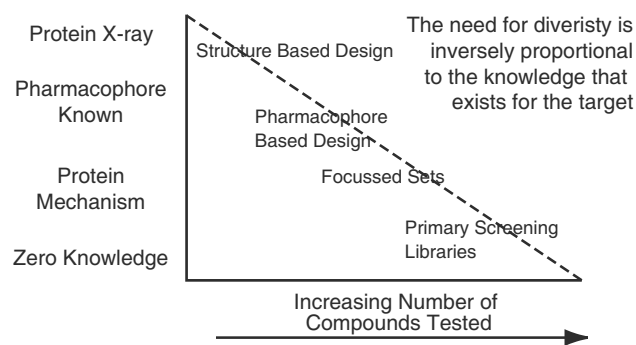 Protein X-ray
Pharmacophore
Known
Protein
Mechanism
Zero Knowledge
Structure Based Design
Pharmacophore
Based Design
Focussed Sets
Primary Screening
Libraries
The need for diveristy is
inversely proportional
to the knowledge that
exists for the target
Increasing Number of
Compounds Tested